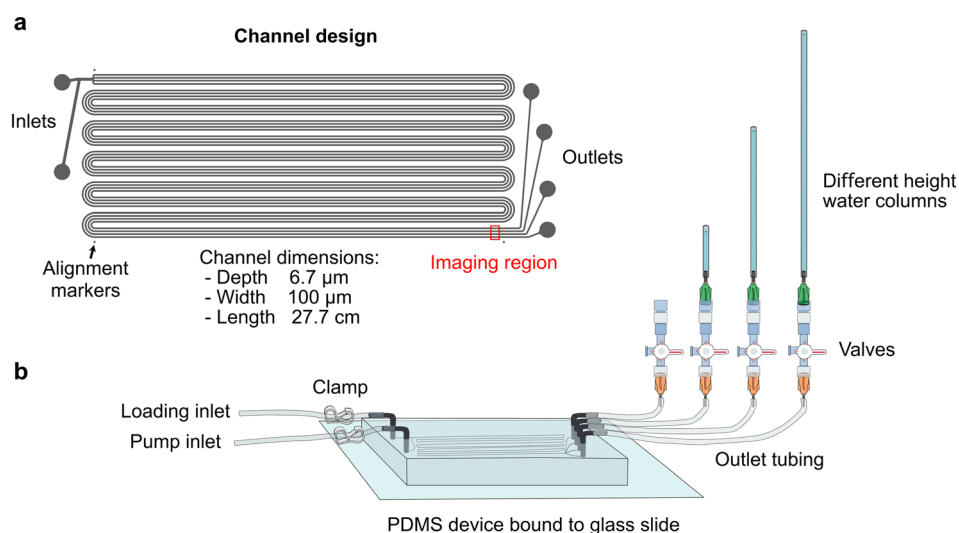 a
Channel design
Inlets
Outlets
Different height
water columns
Alignment
markers
Channel dimensions:
- Depth 6.7 µm
- Width 100 µm
- Length 27.7 cm
Imaging region
Valves
b
Clamp
Loading inlet
Pump inlet
Outlet tubing
PDMS device bound to glass slide